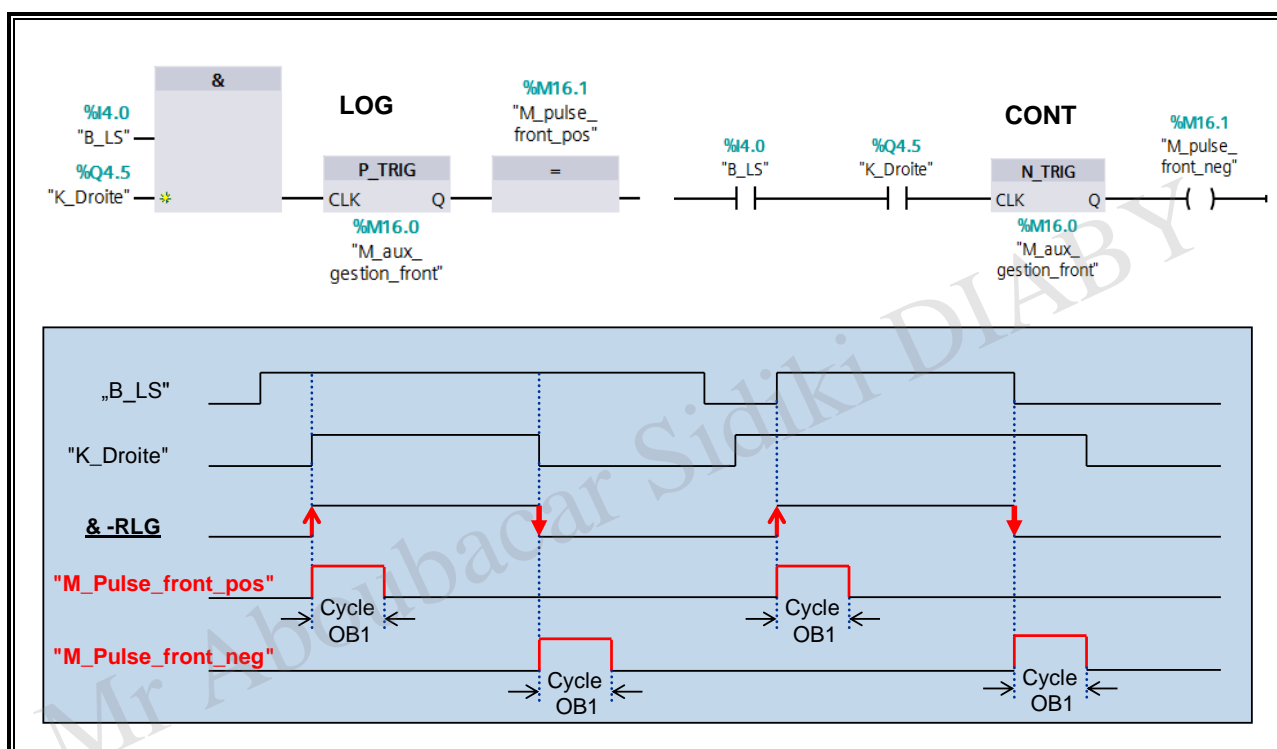 &
%I4.0
"B_LS"
%Q4.5
"K_Droite"
LOG
P_TRIG
CLK Q
%M16.0
"M_aux_
gestion_front"
%M16.1
"M_pulse_
front_pos"
=
CONT
%I4.0
"B_LS"
%Q4.5
"K_Droite"
N_TRIG
CLK Q
%M16.0
"M_aux_
gestion_front"
%M16.1
"M_pulse_
front_neg"
„B_LS"
"K_Droite"
& -RLG
"M_Pulse_front_pos"
Cycle
OB1
Cycle
OB1
"M_Pulse_front_neg"
Cycle
OB1
Cycle
OB1
Mr Aboubacar Sidiki DIABY